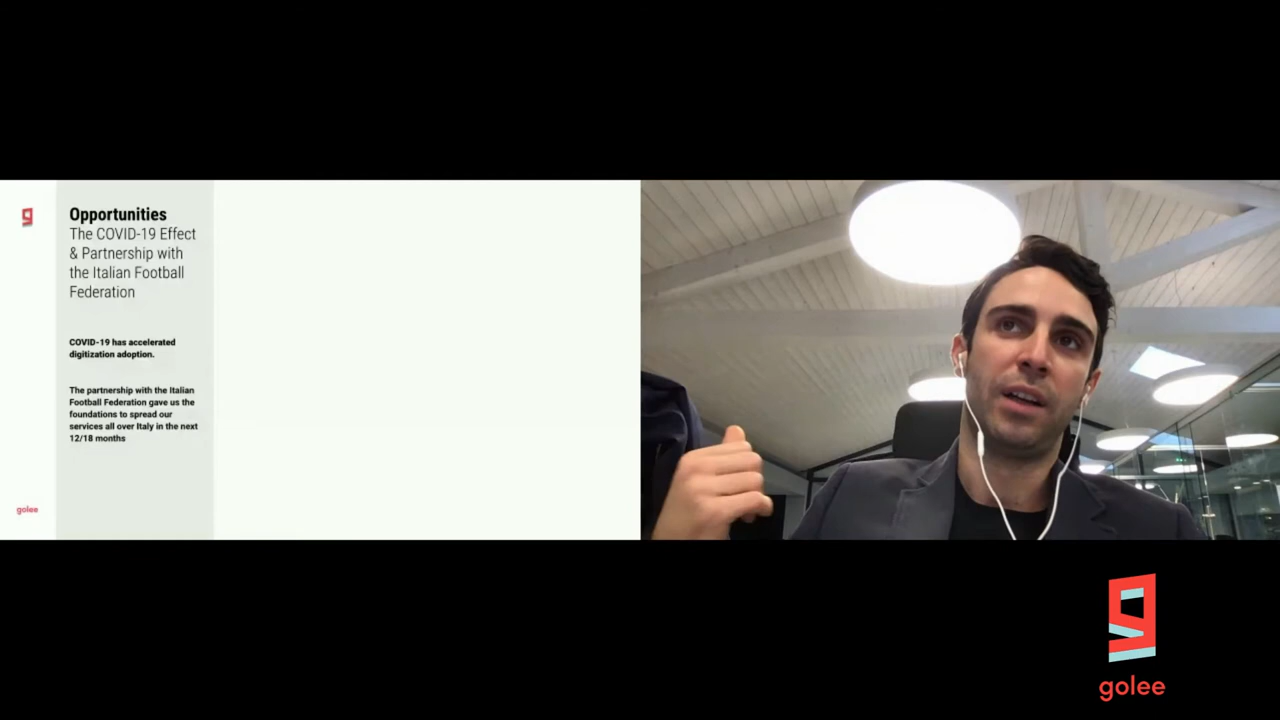 Opportunities
The COVID-19 Effect
& Partnership with
the Italian Football
Federation
COVID-19 has accelerated
digitization adoption.
The partnership with the Italian
Football Federation gave us the
foundations to spread our
services all over Italy in the next
12/18 months
golee
golee